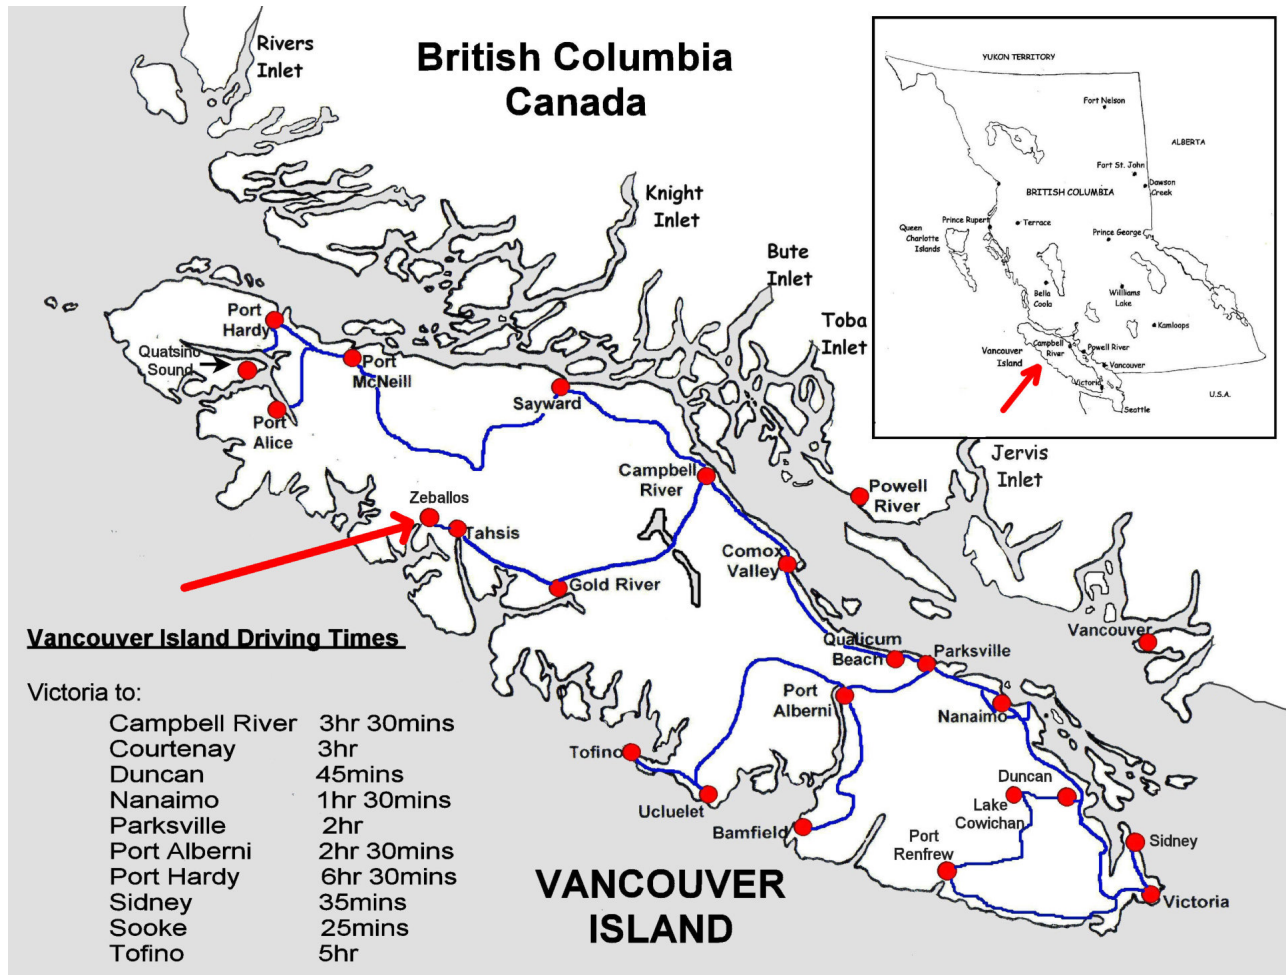 British Columbia
Canada
Rivers
Inlet
Knight
Inlet
Bute
Inlet
Toba
Inlet
Jervis
Inlet
YUKON TERRITORY
Fort Nelson
ALBERTA
Fort St. John
Dawson
Creek
BRITISH COLUMBIA
Prince Rupert
Terrace
Queen
Charlotte
Islands
Prince George
Bella
Coola
Williams
Lake
Kamloops
Campbell
River
Powell River
Vancouver
Island
Vancouver
Victoria
Seattle
U.S.A.
Port
Hardy
Quatsino
Sound
Port
McNeill
Port
Alice
Sayward
Campbell
River
Powell
River
Zeballos
Tahsis
Gold River
Comox
Valley
Qualicum
Beach
Parksville
Vancouver
Port
Alberni
Nanaimo
Tofino
Ucluelet
Bamfield
Duncan
Lake
Cowichan
Port
Renfrew
Sidney
Victoria
VANCOUVER
ISLAND
Vancouver Island Driving Times
Victoria to:
Campbell River 3hr 30mins
Courtenay 3hr
Duncan 45mins
Nanaimo 1hr 30mins
Parksville 2hr
Port Alberni 2hr 30mins
Port Hardy 6hr 30mins
Sidney 35mins
Sooke 25mins
Tofino 5hr